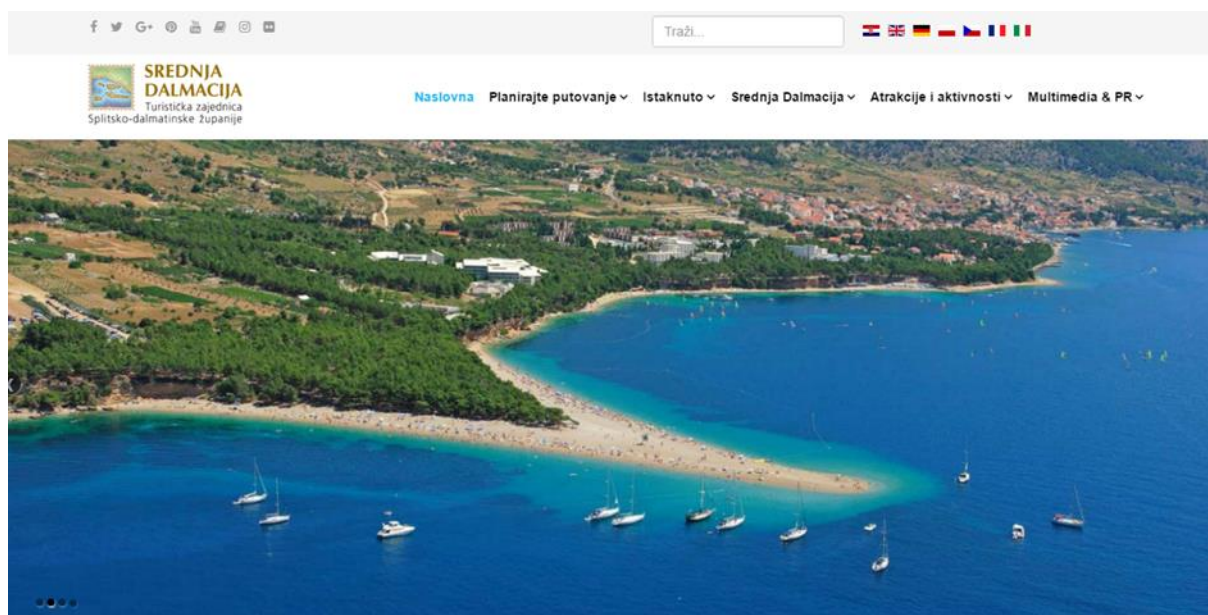 Traži...
SREDNJA
DALMACIJA
Turistička zajednica
Splitsko-dalmatinske županije
Naslovna Planirajte putovanje Istaknuto Srednja Dalmacija Atrakcije i aktivnosti Multimedia & PR